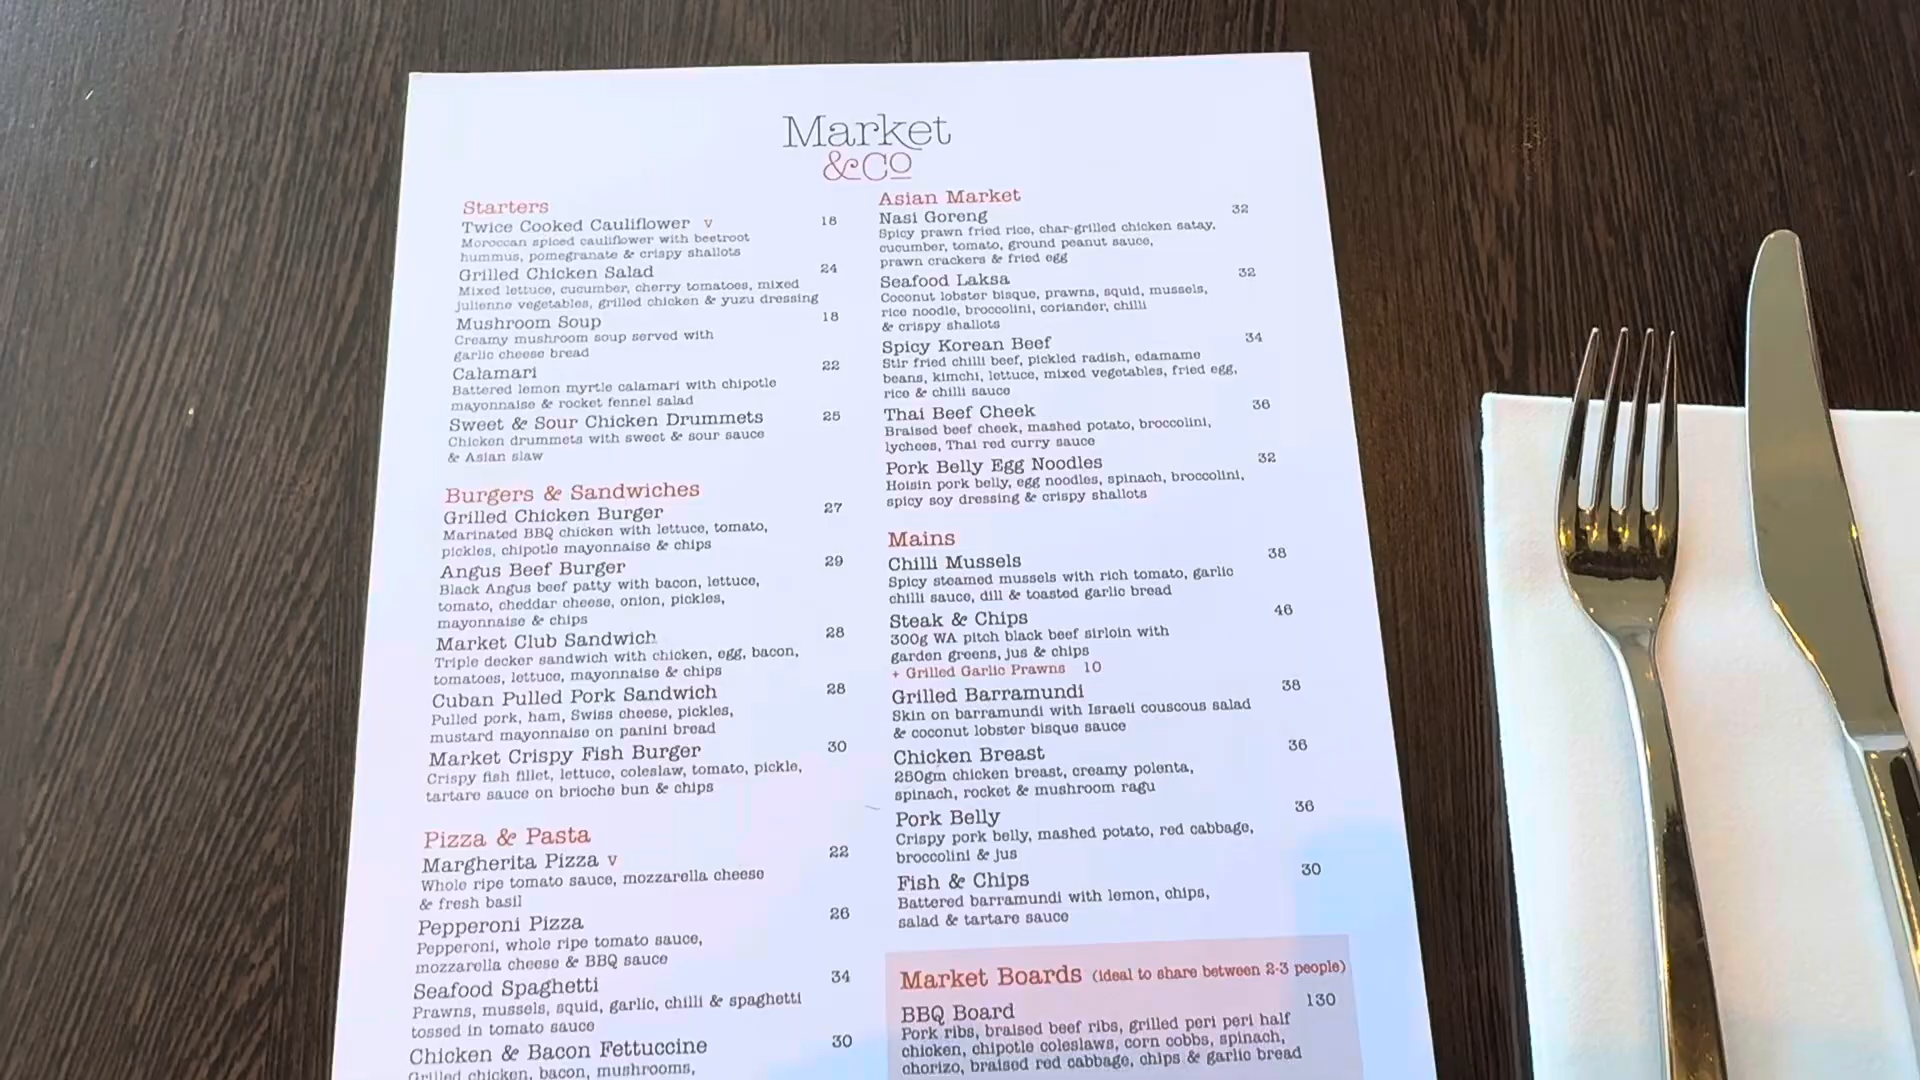 Market
&Co
Starters
Twice Cooked Cauliflower V 18
Moroccan spiced cauliflower with beetroot
hummus, pomegranate & crispy shallots
Grilled Chicken Salad 24
Mixed lettuce, cucumber, cherry tomatoes, mixed
julienne vegetables, grilled chicken & yuzu dressing
Mushroom Soup 18
Creamy mushroom soup served with
garlic cheese bread
Calamari 22
Battered lemon myrtle calamari with chipotle
mayonnaise & rocket fennel salad
Sweet & Sour Chicken Drummets 25
Chicken drummets with sweet & sour sauce
& Asian slaw
Burgers & Sandwiches
Grilled Chicken Burger 27
Marinated BBQ chicken with lettuce, tomato,
pickles, chipotle mayonnaise & chips
Angus Beef Burger 29
Black Angus beef patty with bacon, lettuce,
tomato, cheddar cheese, onion, pickles,
mayonnaise & chips
Market Club Sandwich 28
Triple decker sandwich with chicken, egg, bacon,
tomatoes, lettuce, mayonnaise & chips
Cuban Pulled Pork Sandwich 28
Pulled pork, ham, Swiss cheese, pickles,
mustard mayonnaise on panini bread
Market Crispy Fish Burger 30
Crispy fish fillet, lettuce, coleslaw, tomato, pickle,
tartare sauce on brioche bun & chips
Pizza & Pasta
Margherita Pizza V 22
Whole ripe tomato sauce, mozzarella cheese
& fresh basil
Pepperoni Pizza 26
Pepperoni, whole ripe tomato sauce,
mozzarella cheese & BBQ sauce
Seafood Spaghetti 34
Prawns, mussels, squid, garlic, chilli & spaghetti
tossed in tomato sauce
Chicken & Bacon Fettuccine 30
Grilled chicken, bacon, mushrooms,
Asian Market
Nasi Goreng 32
Spicy prawn fried rice, char-grilled chicken satay,
cucumber, tomato, ground peanut sauce,
prawn crackers & fried egg
Seafood Laksa 32
Coconut lobster bisque, prawns, squid, mussels,
rice noodle, broccolini, coriander, chilli
& crispy shallots
Spicy Korean Beef 34
Stir fried chilli beef, pickled radish, edamame
beans, kimchi, lettuce, mixed vegetables, fried egg,
rice & chilli sauce
Thai Beef Cheek 36
Braised beef cheek, mashed potato, broccolini,
lychees, Thai red curry sauce
Pork Belly Egg Noodles 32
Hoisin pork belly, egg noodles, spinach, broccolini,
spicy soy dressing & crispy shallots
Mains
Chilli Mussels 38
Spicy steamed mussels with rich tomato, garlic
chilli sauce, dill & toasted garlic bread
Steak & Chips 46
300g WA pitch black beef sirloin with
garden greens, jus & chips
+ Grilled Garlic Prawns 10
Grilled Barramundi 38
Skin on barramundi with Israeli couscous salad
& coconut lobster bisque sauce
Chicken Breast 36
250gm chicken breast, creamy polenta,
spinach, rocket & mushroom ragu
Pork Belly 36
Crispy pork belly, mashed potato, red cabbage,
broccolini & jus
Fish & Chips 30
Battered barramundi with lemon, chips,
salad & tartare sauce
Market Boards (ideal to share between 2-3 people)
BBQ Board 130
Pork ribs, braised beef ribs, grilled peri peri half
chicken, chipotle coleslaws, corn cobbs, spinach,
chorizo, braised red cabbage, chips & garlic bread